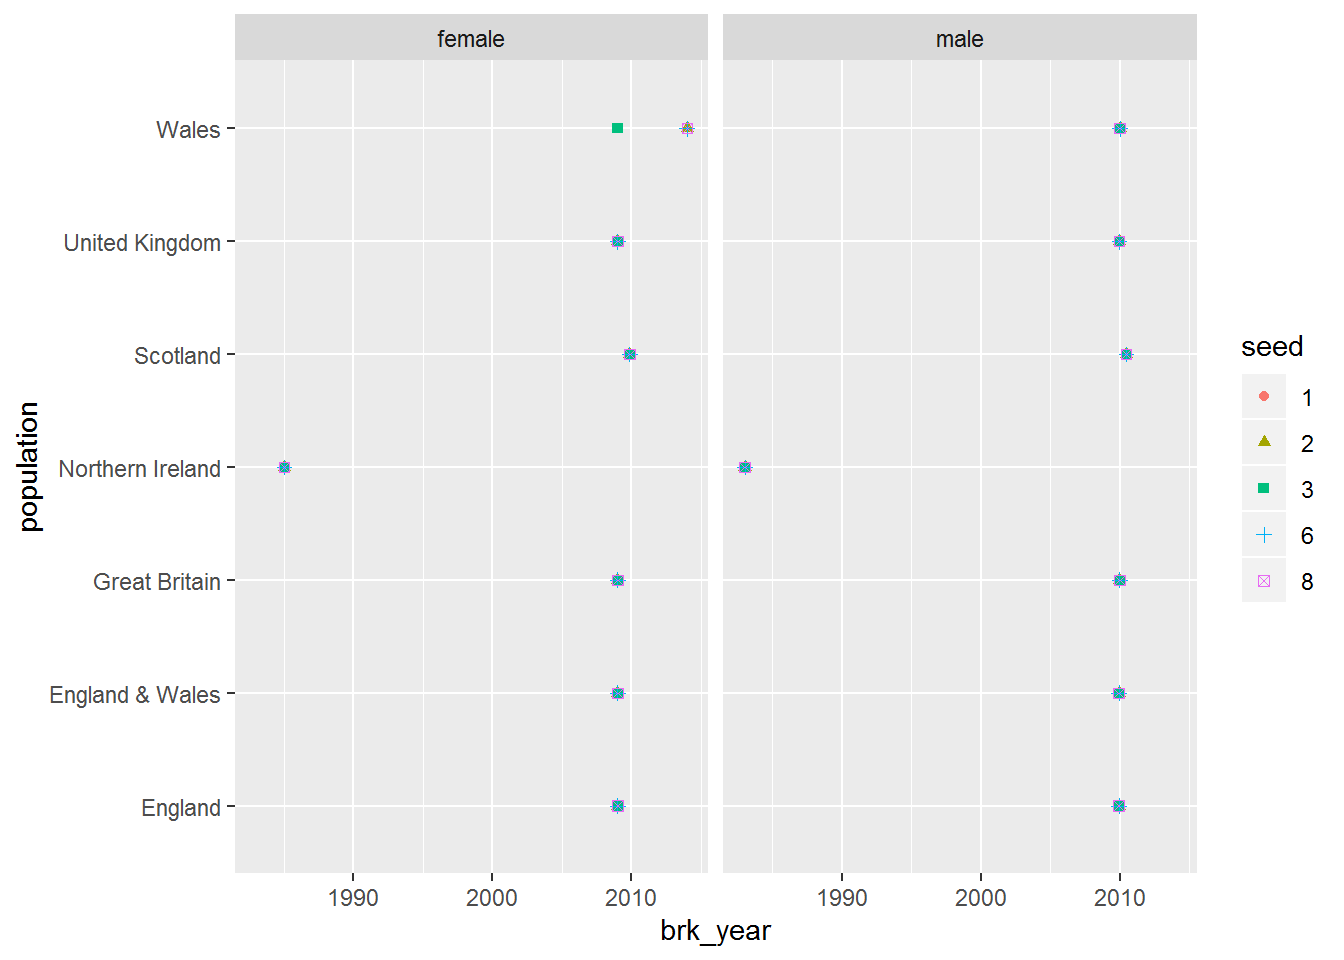 female
male
Wales
United Kingdom
Scotland
Northern Ireland
Great Britain
England & Wales
England
population
1990 2000 2010
1990 2000 2010
brk_year
seed
1
2
3
6
8